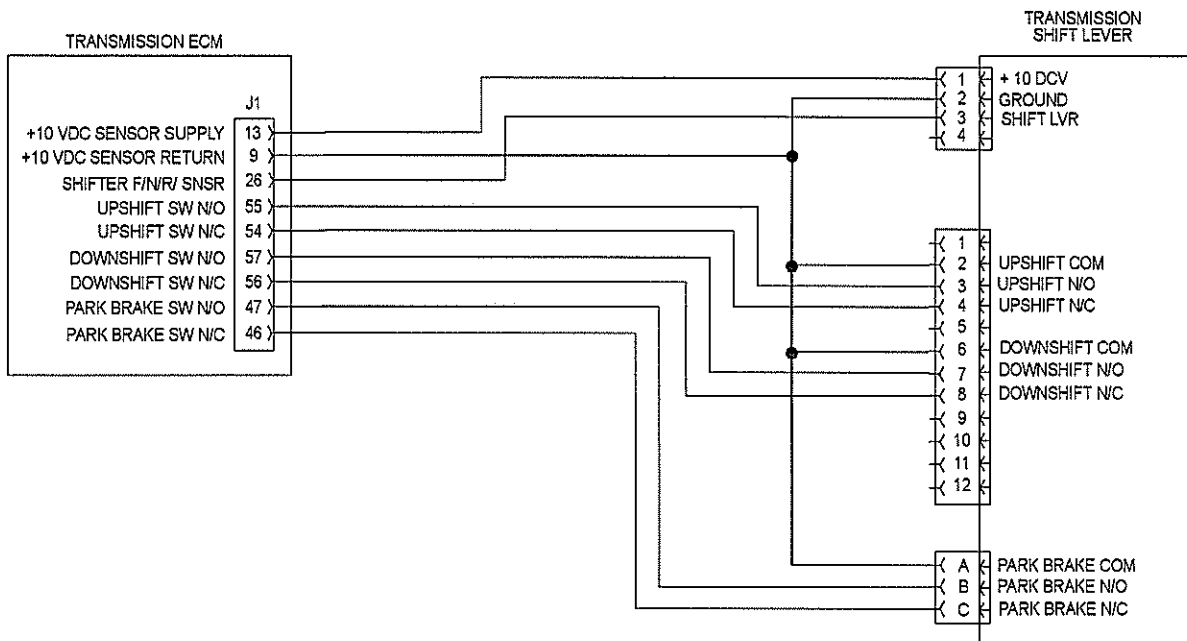 TRANSMISSION
SHIFT LEVER
TRANSMISSION ECM
J1
+10 VDC SENSOR SUPPLY 13
+10 VDC SENSOR RETURN 9
SHIFTER F/N/R/ SNSR 26
UPSHIFT SW N/O 55
UPSHIFT SW N/C 54
DOWNSHIFT SW N/O 57
DOWNSHIFT SW N/C 56
PARK BRAKE SW N/O 47
PARK BRAKE SW N/C 46
1 + 10 DCV
2 GROUND
3 SHIFT LVR
4
1
2 UPSHIFT COM
3 UPSHIFT N/O
4 UPSHIFT N/C
5
6 DOWNSHIFT COM
7 DOWNSHIFT N/O
8 DOWNSHIFT N/C
9
10
11
12
A PARK BRAKE COM
B PARK BRAKE N/O
C PARK BRAKE N/C